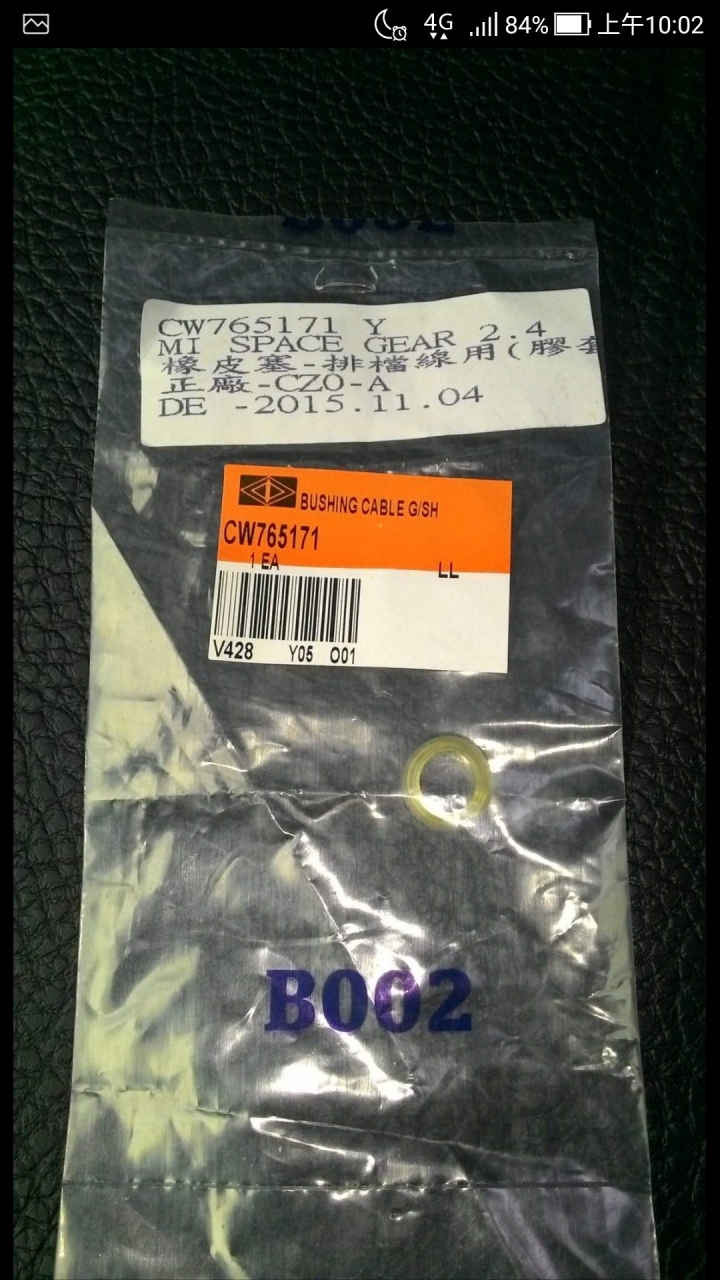 4G 84% 上午10:02
B002
CW765171 Y
MI SPACE GEAR 2.4
橡皮塞-排檔線用(膠套
正廠-CZO-A
DE -2015.11.04
BUSHING CABLE G/SH
CW765171
1 EA LL
V428 Y05 O01
B002